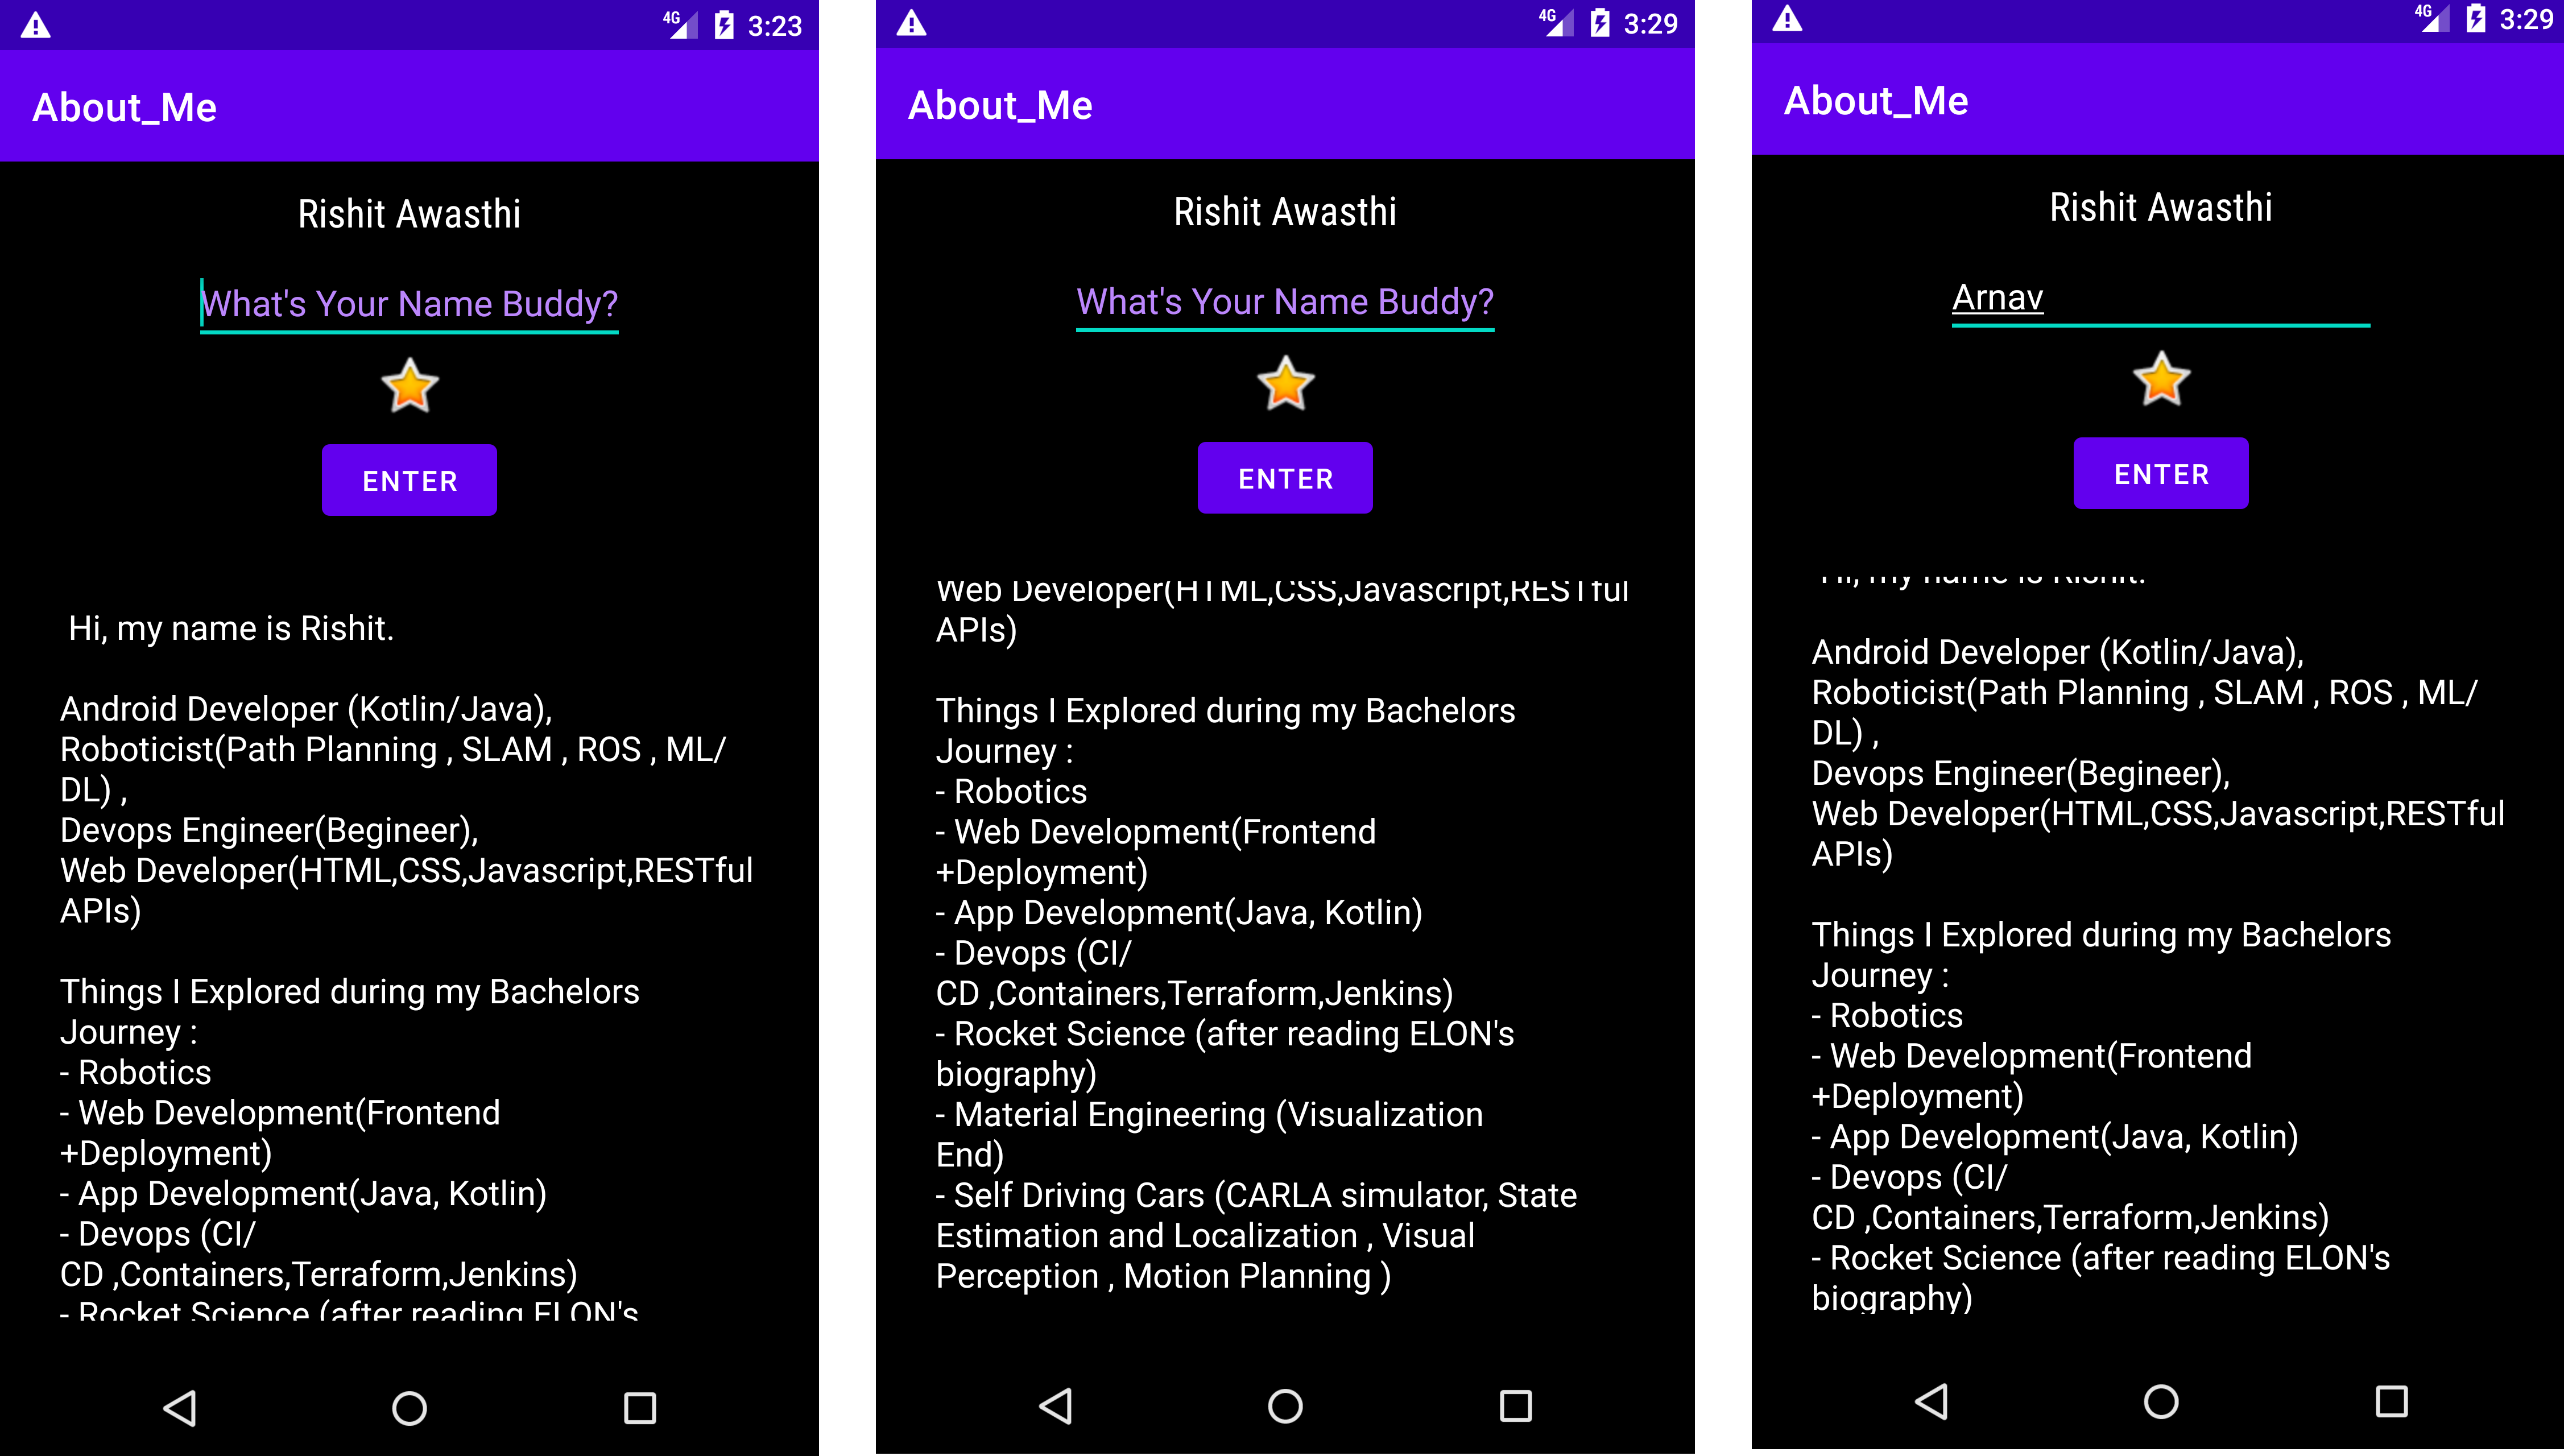 4G 3:23
About_Me
Rishit Awasthi
What's Your Name Buddy?
ENTER
Hi, my name is Rishit.
Android Developer (Kotlin/Java),
Roboticist(Path Planning , SLAM , ROS , ML/
DL) ,
Devops Engineer(Begineer),
Web Developer(HTML,CSS,Javascript,RESTful
APIs)
Things I Explored during my Bachelors
Journey :
- Robotics
- Web Development(Frontend
+Deployment)
- App Development(Java, Kotlin)
- Devops (CI/
CD ,Containers,Terraform,Jenkins)
- Rocket Science (after reading ELON's
4G 3:29
About_Me
Rishit Awasthi
What's Your Name Buddy?
ENTER
Web Developer(HTML,CSS,Javascript,RESTful
APIs)
Things I Explored during my Bachelors
Journey :
- Robotics
- Web Development(Frontend
+Deployment)
- App Development(Java, Kotlin)
- Devops (CI/
CD ,Containers,Terraform,Jenkins)
- Rocket Science (after reading ELON's
biography)
- Material Engineering (Visualization
End)
- Self Driving Cars (CARLA simulator, State
Estimation and Localization , Visual
Perception , Motion Planning )
4G 3:29
About_Me
Rishit Awasthi
Arnav
ENTER
Hi, my name is Rishit.
Android Developer (Kotlin/Java),
Roboticist(Path Planning , SLAM , ROS , ML/
DL) ,
Devops Engineer(Begineer),
Web Developer(HTML,CSS,Javascript,RESTful
APIs)
Things I Explored during my Bachelors
Journey :
- Robotics
- Web Development(Frontend
+Deployment)
- App Development(Java, Kotlin)
- Devops (CI/
CD ,Containers,Terraform,Jenkins)
- Rocket Science (after reading ELON's
biography)